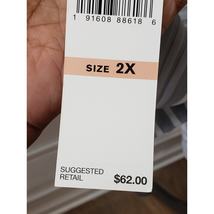 1 91608 88618 6
SIZE 2X
SUGGESTED
RETAIL $62.00